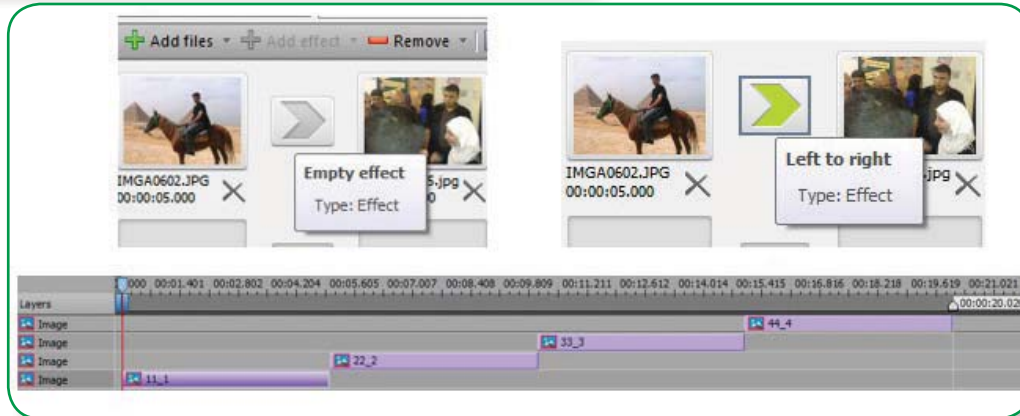 Add files Add effect Remove
IMGA0602.JPG
00:00:05.000
5.jpg
0
Empty effect
Type: Effect
IMGA0602.JPG
00:00:05.000
.jpg
Left to right
Type: Effect
000 00:01.401 00:02.802 00:04.204 00:05.605 00:07.007 00:08.408 00:09.809 00:11.211 00:12.612 00:14.014 00:15.415 00:16.816 00:18.218 00:19.619 00:21.021
Layers 00:00:20.020
Image 44_4
Image 33_3
Image 22_2
Image 11_1